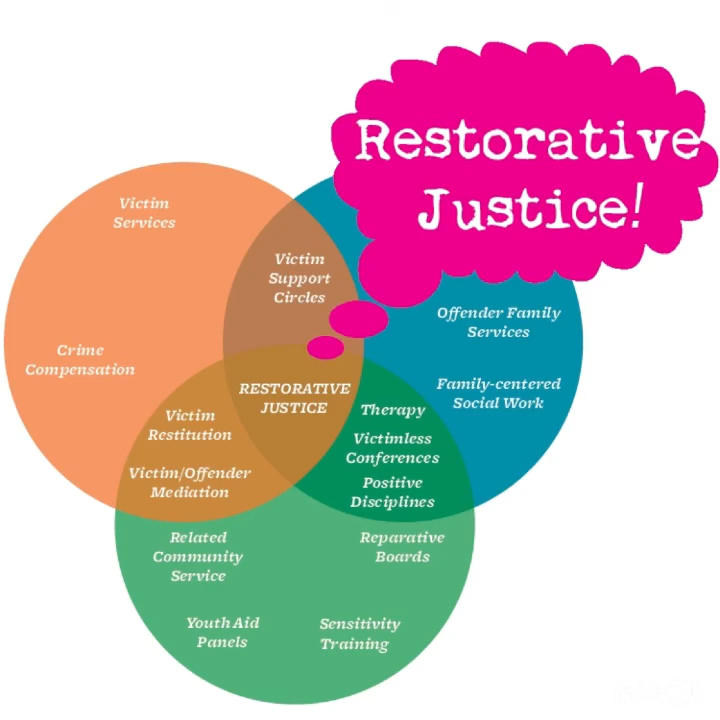 Restorative
Justice!
Victim
Services
Victim
Support
Circles
Offender Family
Services
Crime
Compensation
Family-centered
Social Work
RESTORATIVE
JUSTICE
Victim
Restitution
Therapy
Victimless
Conferences
Victim/Offender
Mediation
Positive
Disciplines
Related
Community
Service
Reparative
Boards
Youth Aid
Panels
Sensitivity
Training